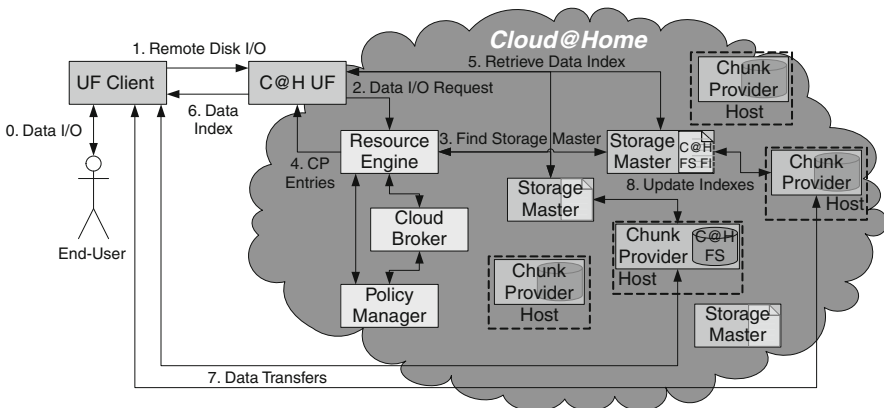 Cloud@Home
1. Remote Disk I/O
5. Retrieve Data Index
UF Client
C@H UF
2. Data I/O Request
6. Data
Index
0. Data I/O
End-User
Chunk
Provider
Host
Resource
Engine
3. Find Storage Master
Storage
Master
C@H
FS FI
4. CP
Entries
Chunk
Provider
Host
8. Update Indexes
Storage
Master
Cloud
Broker
Chunk
Provider
C@H
FS
Host
Chunk
Provider
Host
Policy
Manager
Storage
Master
7. Data Transfers